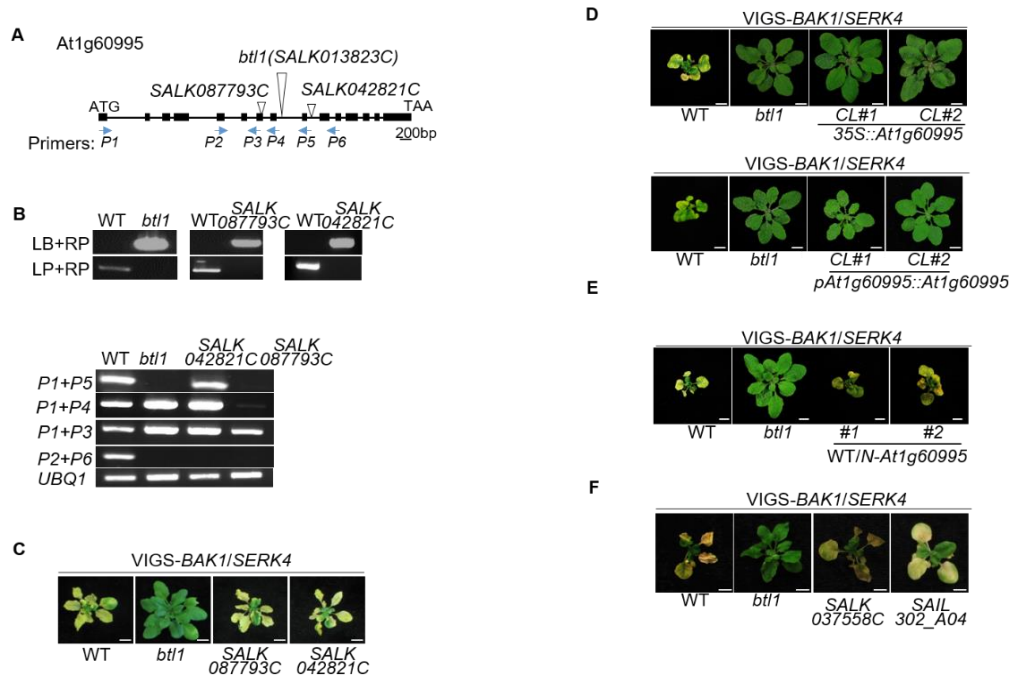 A
At1g60995
btl1(SALK013823C)
SALK087793C
SALK042821C
ATG
TAA
200bp
Primers: P1 P2 P3 P4 P5 P6
B
WT btl1
WT SALK 087793C
WT SALK 042821C
LB+RP
LP+RP
WT btl1 SALK 042821C SALK 087793C
P1+P5
P1+P4
P1+P3
P2+P6
UBQ1
C
VIGS-BAK1/SERK4
WT btl1 SALK 087793C SALK 042821C
D
VIGS-BAK1/SERK4
WT btl1 CL#1 CL#2
35S::At1g60995
VIGS-BAK1/SERK4
WT btl1 CL#1 CL#2
pAt1g60995::At1g60995
E
VIGS-BAK1/SERK4
WT btl1 #1 #2
WT/N-At1g60995
F
VIGS-BAK1/SERK4
WT btl1 SALK 037558C SAIL 302_A04